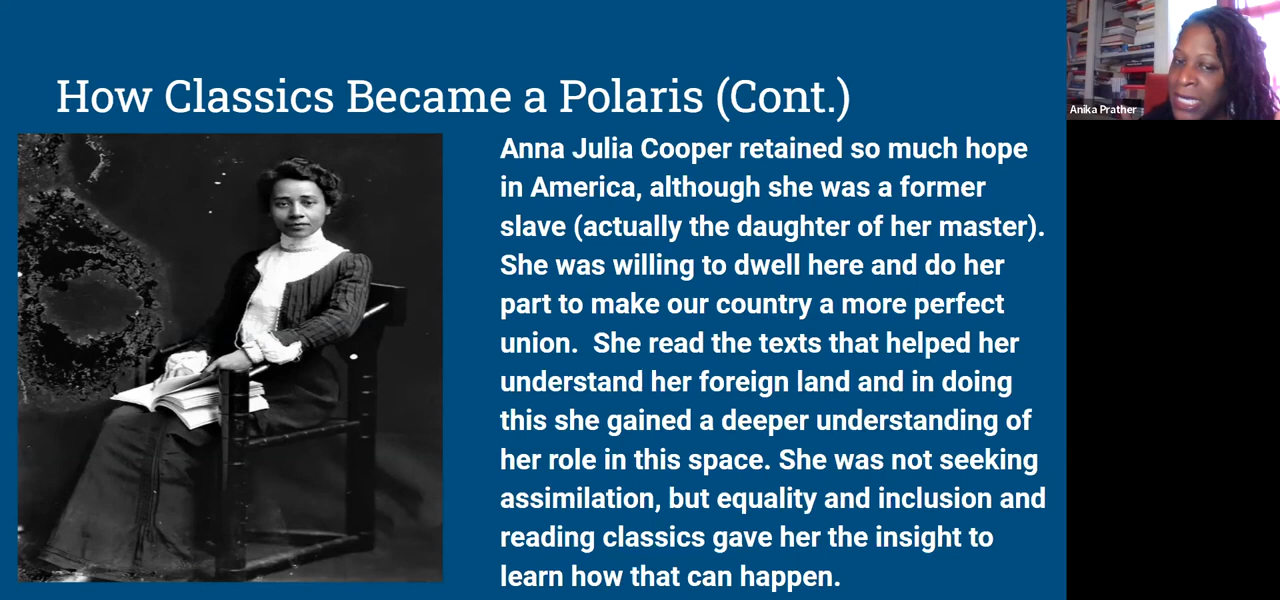 How Classics Became a Polaris (Cont.)
Anna Julia Cooper retained so much hope
in America, although she was a former
slave (actually the daughter of her master).
She was willing to dwell here and do her
part to make our country a more perfect
union.  She read the texts that helped her
understand her foreign land and in doing
this she gained a deeper understanding of
her role in this space. She was not seeking
assimilation, but equality and inclusion and
reading classics gave her the insight to
learn how that can happen.
Anika Prather